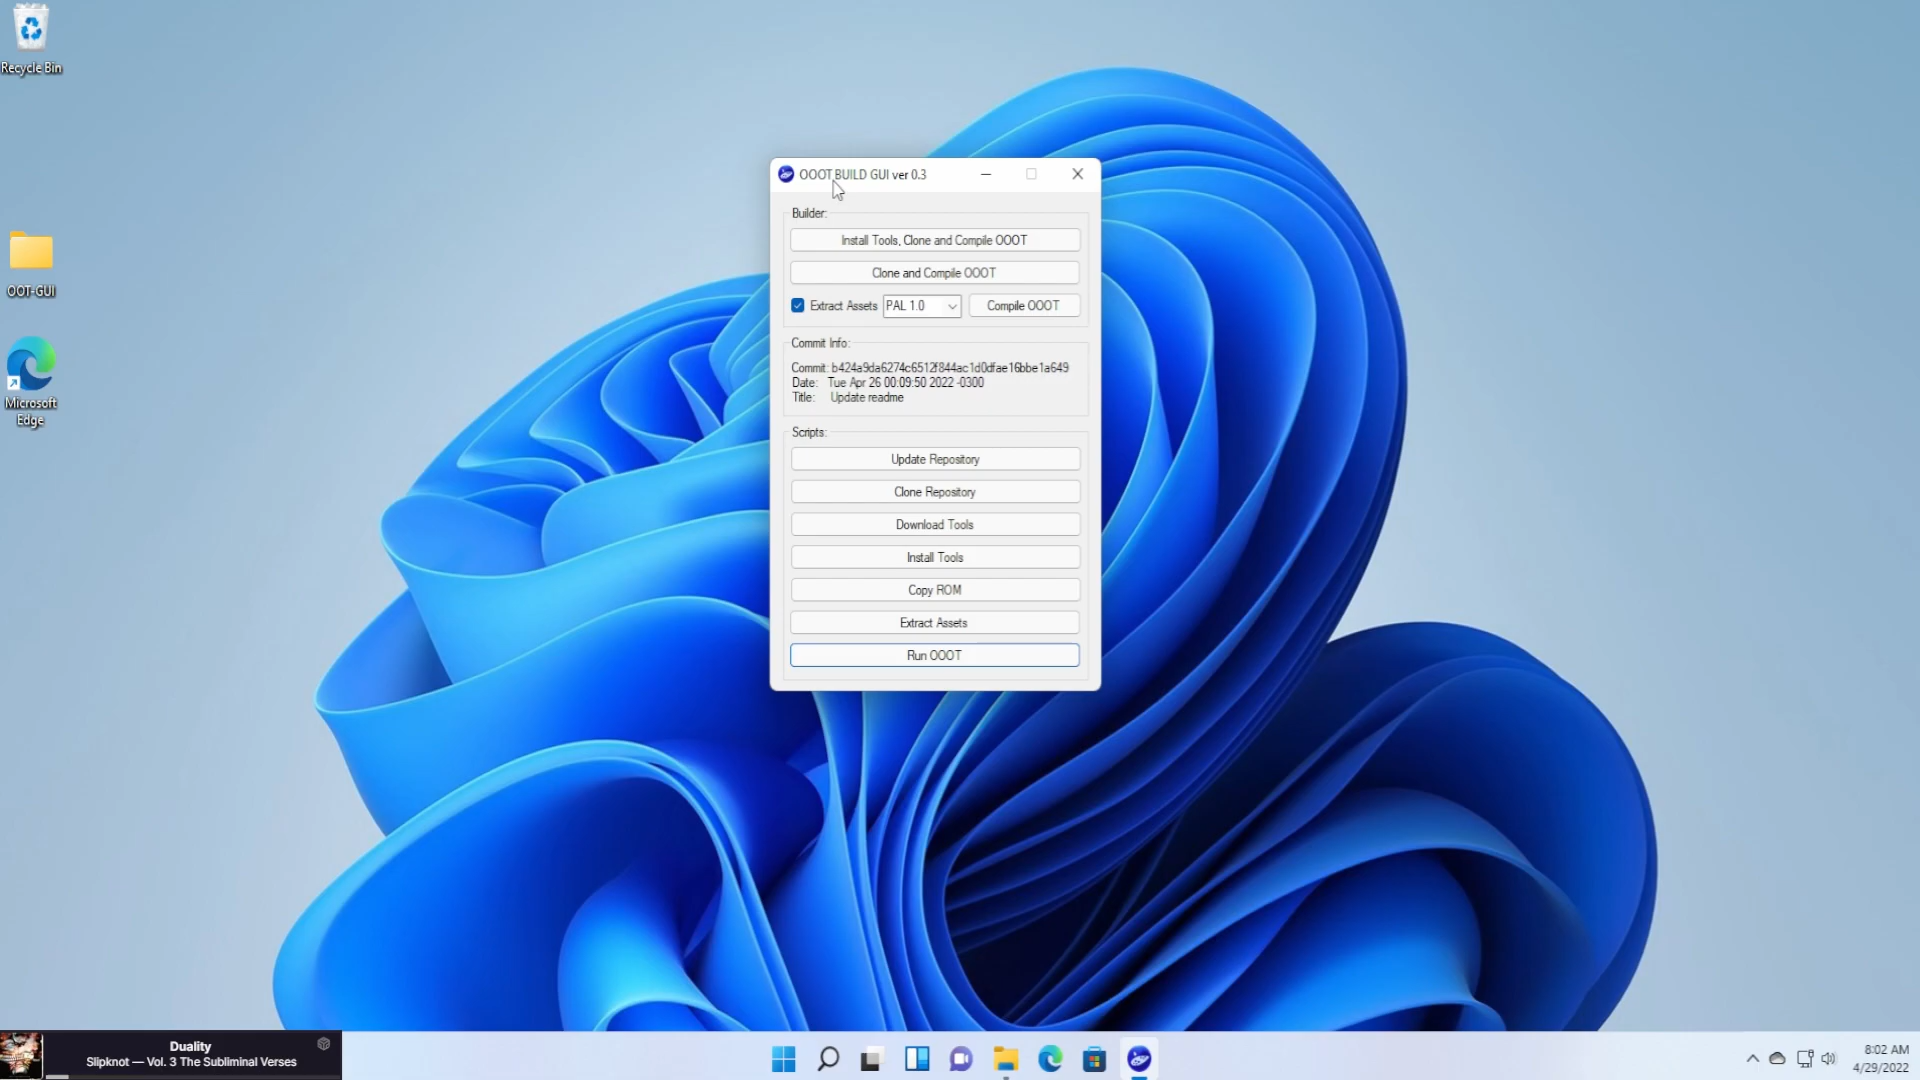 Recycle Bin
OOT-GUI
Microsoft
Edge
OOOT BUILD GUI ver 0.3
Builder:
Install Tools, Clone and Compile OOOT
Clone and Compile OOOT
Extract Assets PAL 1.0 Compile OOOT
Commit Info:
Commit: b424a9da6274c6512f844ac1d0dfae16bbe1a649
Date: Tue Apr 26 00:09:50 2022 -0300
Title: Update readme
Scripts:
Update Repository
Clone Repository
Download Tools
Install Tools
Copy ROM
Extract Assets
Run OOOT
Duality
Slipknot — Vol. 3 The Subliminal Verses
8:02 AM
4/29/2022